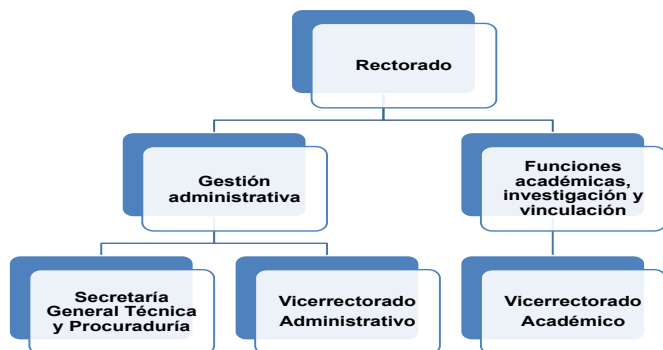 Rectorado
Gestión
administrativa
Funciones
académicas,
investigación y
vinculación
Secretaría
General Técnica
y Procuraduría
Vicerrectorado
Administrativo
Vicerrectorado
Académico